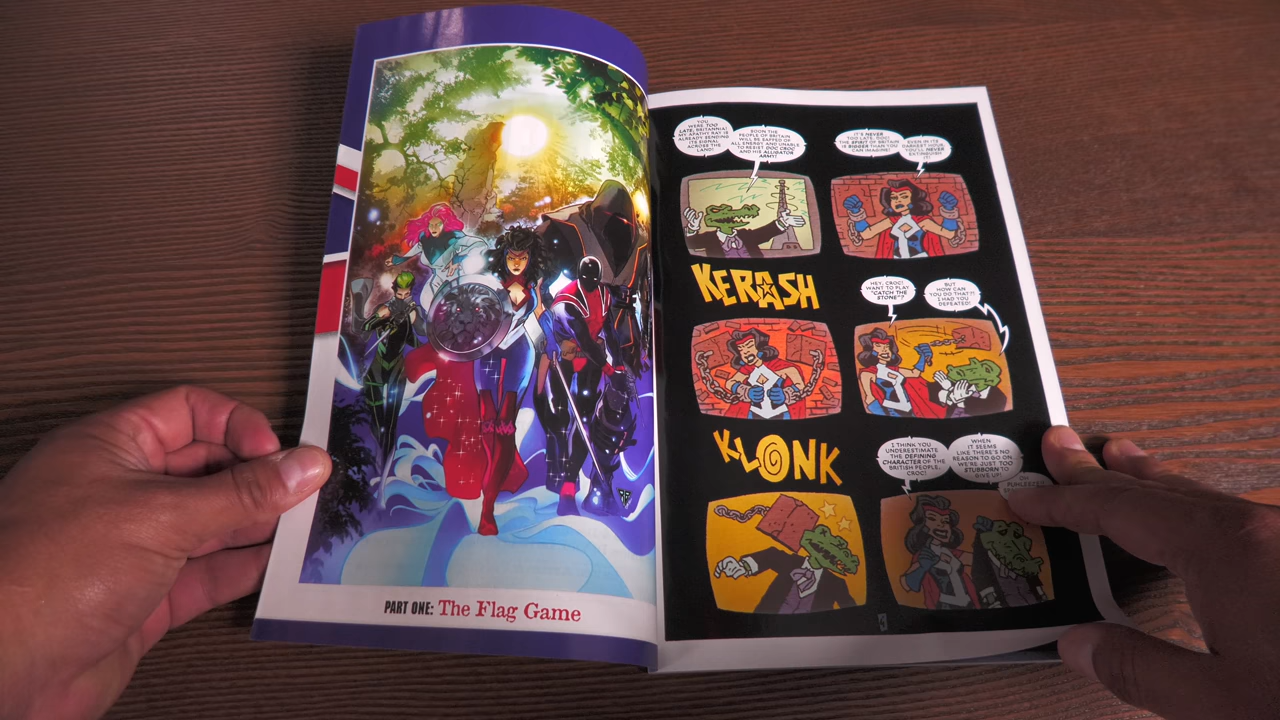 PART ONE: The Flag Game
YOU
WERE TOO
LATE, BRITANNIA!
MY APATHY RAY IS
ALREADY SENDING
ITS SIGNAL
ACROSS THE
LAND!
SOON THE
PEOPLE OF BRITAIN
WILL BE SAPPED OF
ALL ENERGY AND UNABLE
TO RESIST DOC CROC
AND HIS ALLIGATOR
ARMY!
IT'S NEVER
TOO LATE, DOC!
THE SPIRIT OF BRITAIN
IS BIGGER THAN YOU
CAN IMAGINE!
EVEN IN ITS
DARKEST HOUR,
YOU'LL NEVER
EXTINGUISH
IT!
KERASH
HEY, CROC!
WANT TO PLAY
"CATCH THE
STONE"?
BUT
HOW CAN
YOU DO THAT?!
I HAD YOU
DEFEATED!
KLONK
I THINK YOU
UNDERESTIMATE
THE DEFINING
CHARACTER OF THE
BRITISH PEOPLE,
CROC!
WHEN
IT SEEMS
LIKE THERE'S NO
REASON TO GO ON,
WE'RE JUST TOO
STUBBORN TO
GIVE UP!